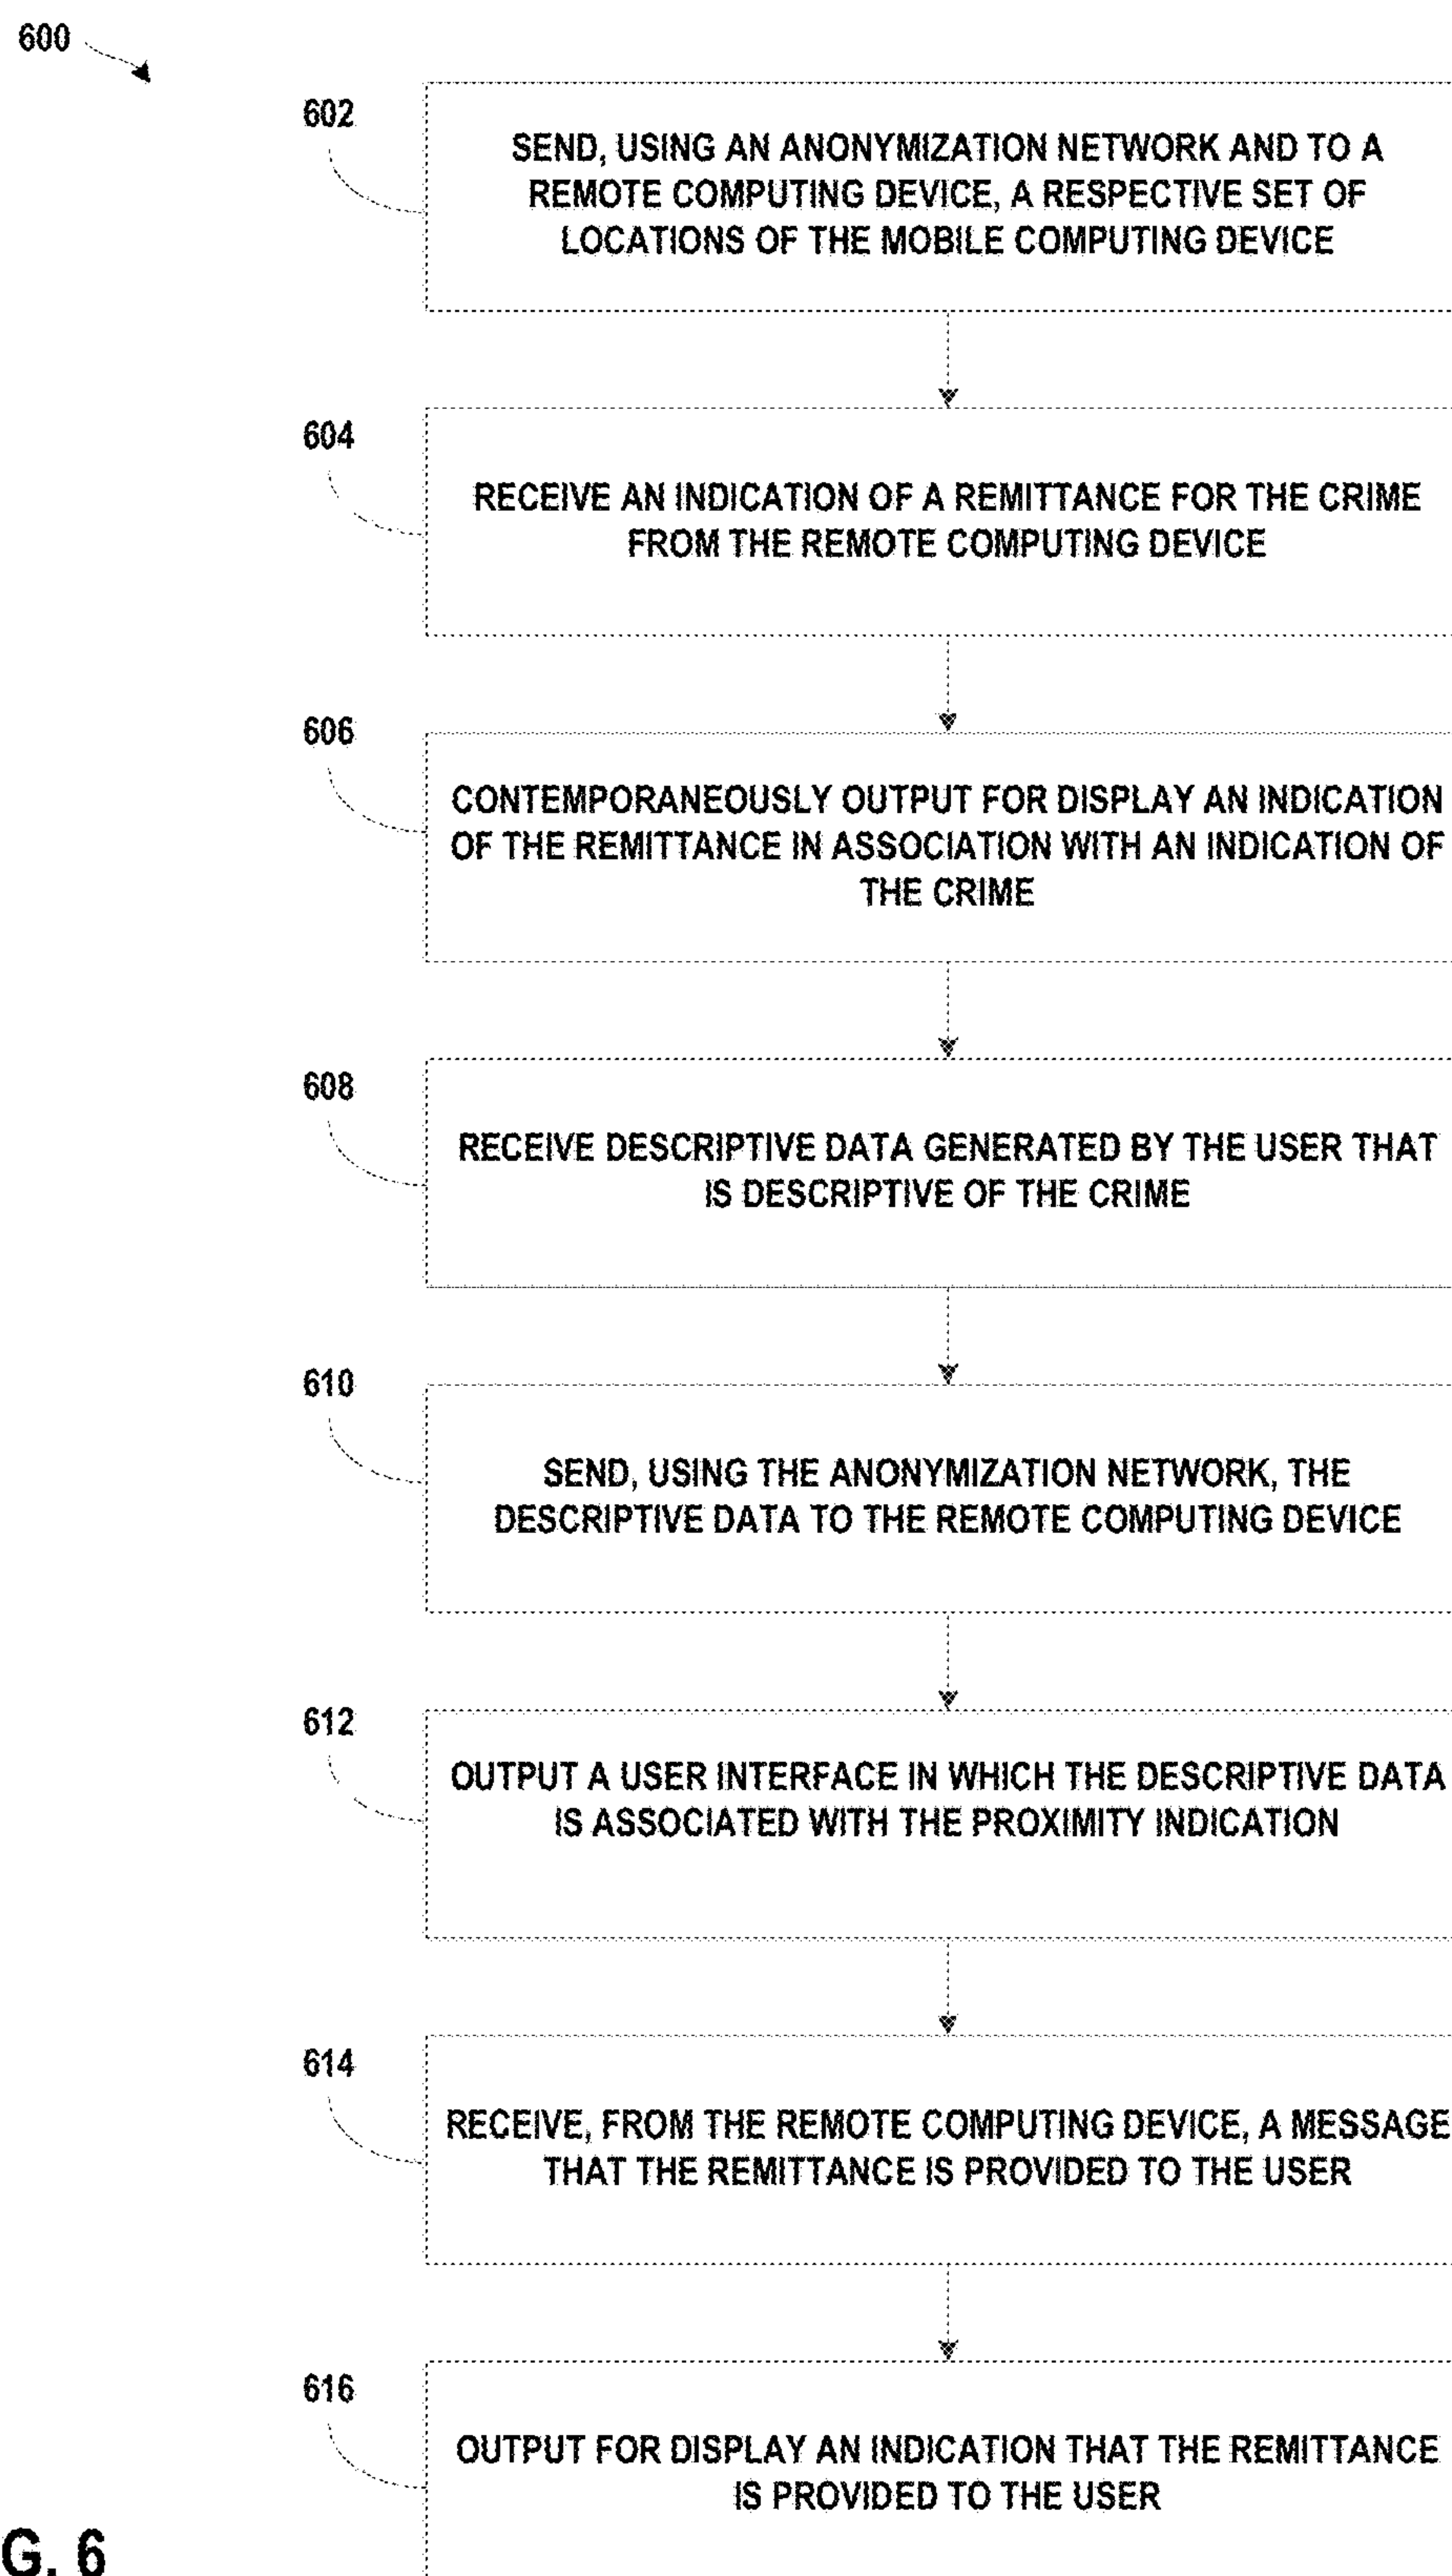 600
602
SEND, USING AN ANONYMIZATION NETWORK AND TO A
REMOTE COMPUTING DEVICE, A RESPECTIVE SET OF
LOCATIONS OF THE MOBILE COMPUTING DEVICE
604
RECEIVE AN INDICATION OF A REMITTANCE FOR THE CRIME
FROM THE REMOTE COMPUTING DEVICE
606
CONTEMPORANEOUSLY OUTPUT FOR DISPLAY AN INDICATION
OF THE REMITTANCE IN ASSOCIATION WITH AN INDICATION OF
THE CRIME
608
RECEIVE DESCRIPTIVE DATA GENERATED BY THE USER THAT
IS DESCRIPTIVE OF THE CRIME
610
SEND, USING THE ANONYMIZATION NETWORK, THE
DESCRIPTIVE DATA TO THE REMOTE COMPUTING DEVICE
612
OUTPUT A USER INTERFACE IN WHICH THE DESCRIPTIVE DATA
IS ASSOCIATED WITH THE PROXIMITY INDICATION
614
RECEIVE, FROM THE REMOTE COMPUTING DEVICE, A MESSAGE
THAT THE REMITTANCE IS PROVIDED TO THE USER
616
OUTPUT FOR DISPLAY AN INDICATION THAT THE REMITTANCE
IS PROVIDED TO THE USER
G. 6